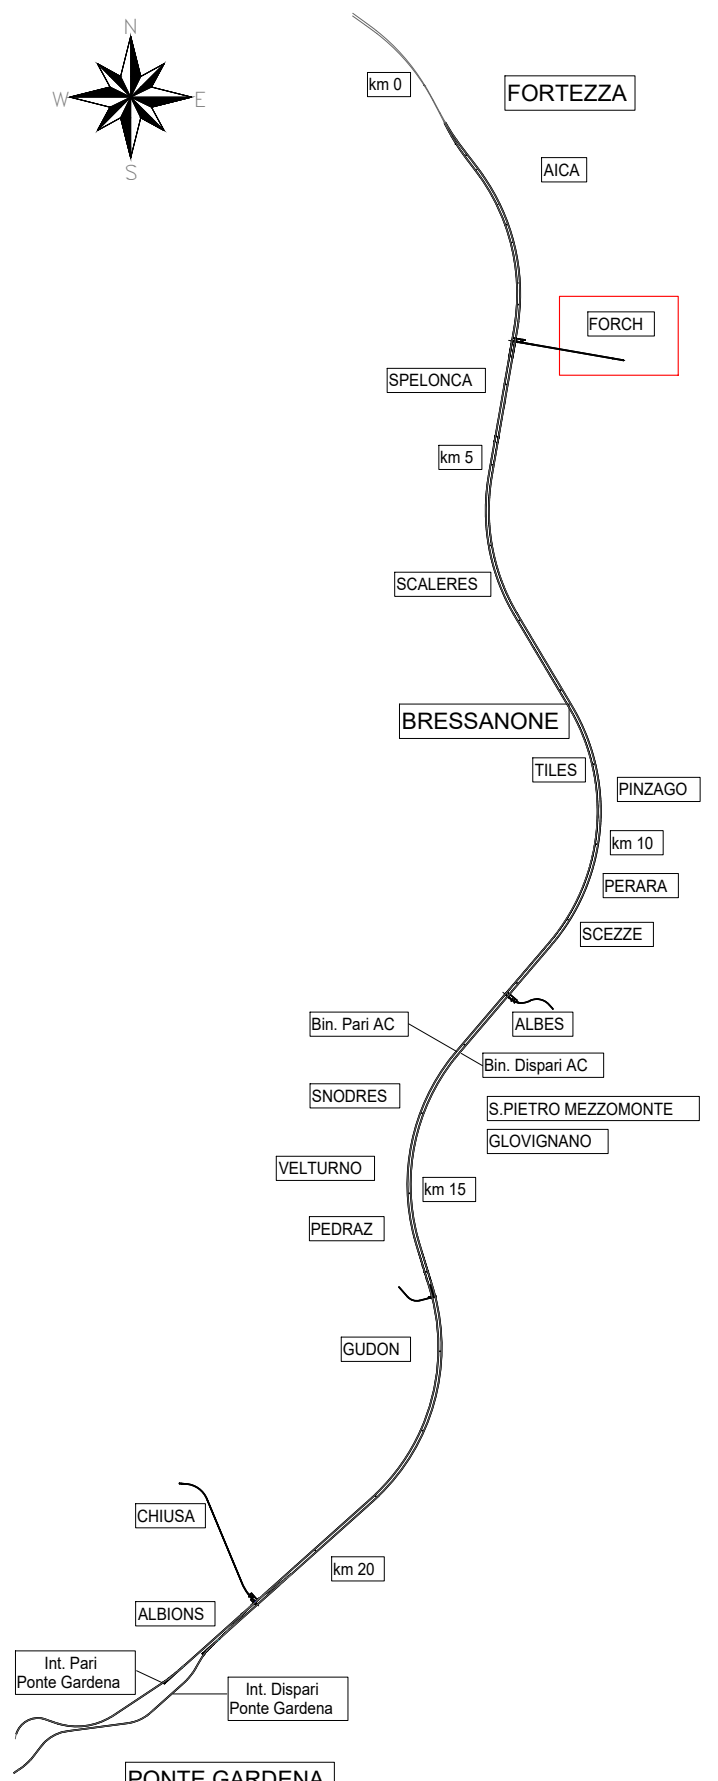 N
W
E
S
km 0
FORTEZZA
AICA
FORCH
SPELONCA
km 5
SCALERES
BRESSANONE
TILES
PINZAGO
km 10
PERARA
SCEZZE
Bin. Pari AC
ALBES
Bin. Dispari AC
SNODRES
S.PIETRO MEZZOMONTE
GLOVIGNANO
VELTURNO
km 15
PEDRAZ
GUDON
CHIUSA
km 20
ALBIONS
Int. Pari
Ponte Gardena
Int. Dispari
Ponte Gardena
PONTE GARDENA